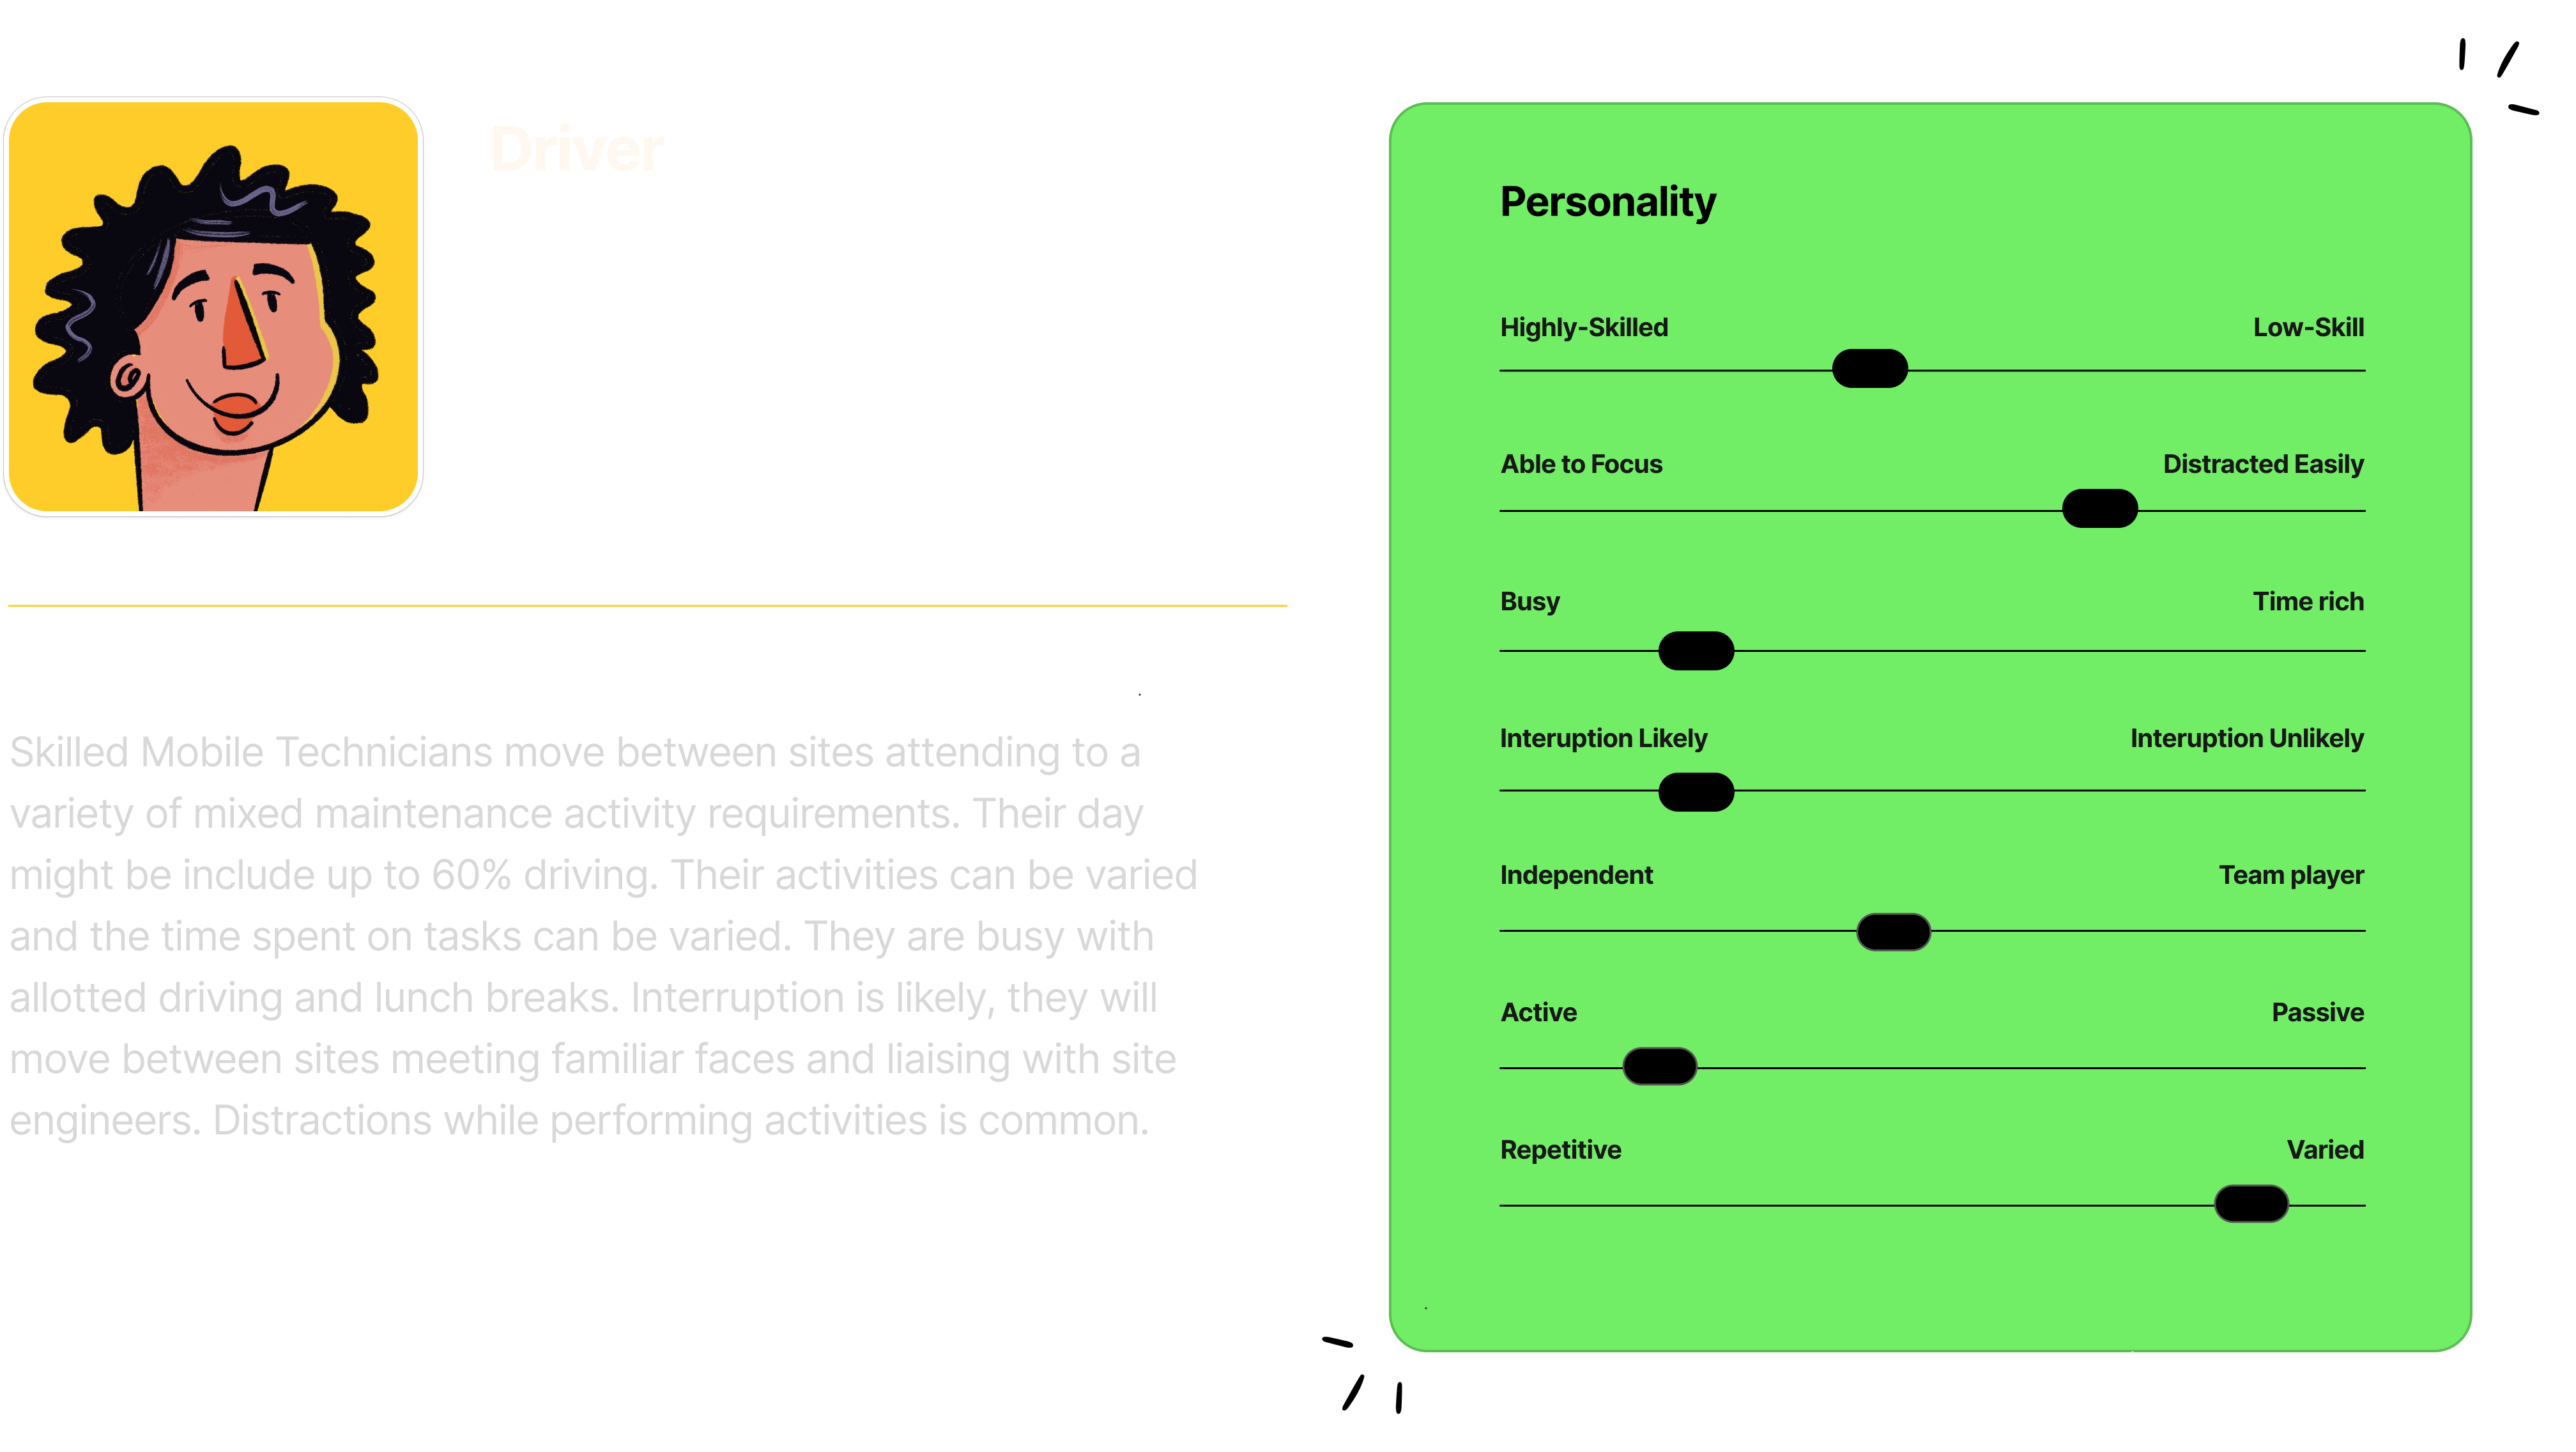 Driver
Skilled Mobile Technicians move between sites attending to a
variety of mixed maintenance activity requirements. Their day
might be include up to 60% driving. Their activities can be varied
and the time spent on tasks can be varied. They are busy with
allotted driving and lunch breaks. Interruption is likely, they will
move between sites meeting familiar faces and liaising with site
engineers. Distractions while performing activities is common.
Personality
Highly-Skilled Low-Skill
Able to Focus Distracted Easily
Busy Time rich
Interuption Likely Interuption Unlikely
Independent Team player
Active Passive
Repetitive Varied